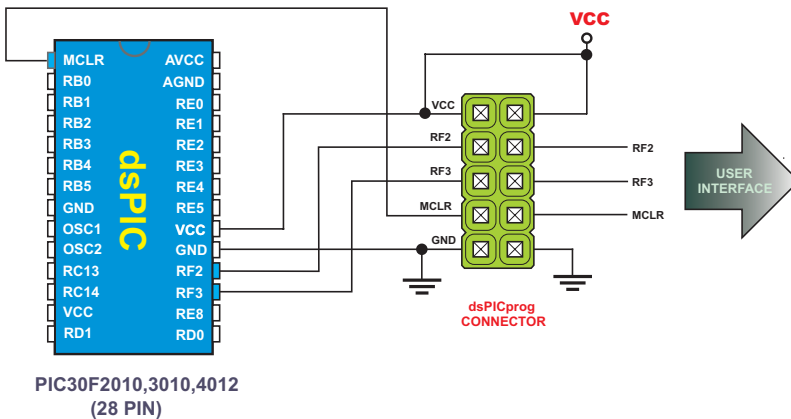 VCC
MCLR
RB0
RB1
RB2
RB3
RB4
RB5
GND
OSC1
OSC2
RC13
RC14
VCC
RD1
dsPIC
AVCC
AGND
RE0
RE1
RE2
RE3
RE4
RE5
VCC
GND
RF2
RF3
RE8
RD0
VCC
RF2
RF3
MCLR
GND
RF2
RF3
MCLR
USER
INTERFACE
dsPICprog
CONNECTOR
PIC30F2010,3010,4012
(28 PIN)